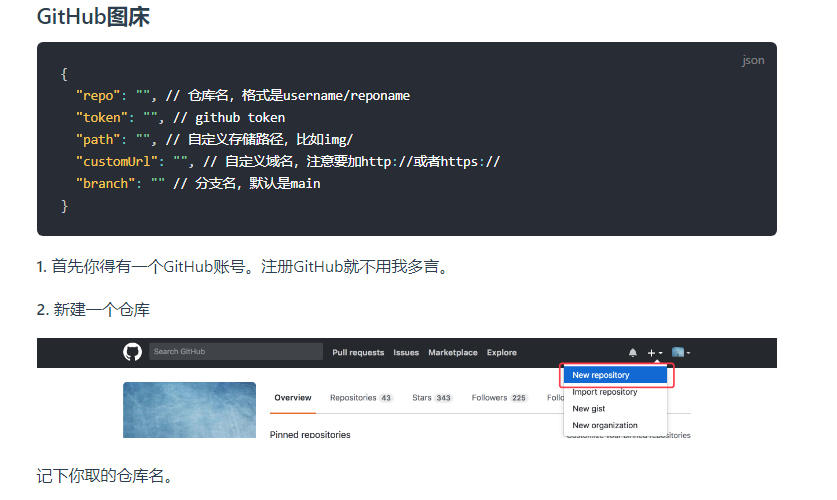 GitHub图床
json
{
"repo": "", // 仓库名，格式是username/reponame
"token": "", // github token
"path": "", // 自定义存储路径，比如img/
"customUrl": "", // 自定义域名，注意要加http://或者https://
"branch": "" // 分支名，默认是main
}
1. 首先你得有一个GitHub账号。注册GitHub就不用我多言。
2. 新建一个仓库
Search GitHub Pull requests Issues Marketplace Explore
New repository
Import repository
New gist
New organization
Overview Repositories 43 Stars 343 Followers 225 Follo
Pinned repositories Customize your pinned repositories
记下你取的仓库名。